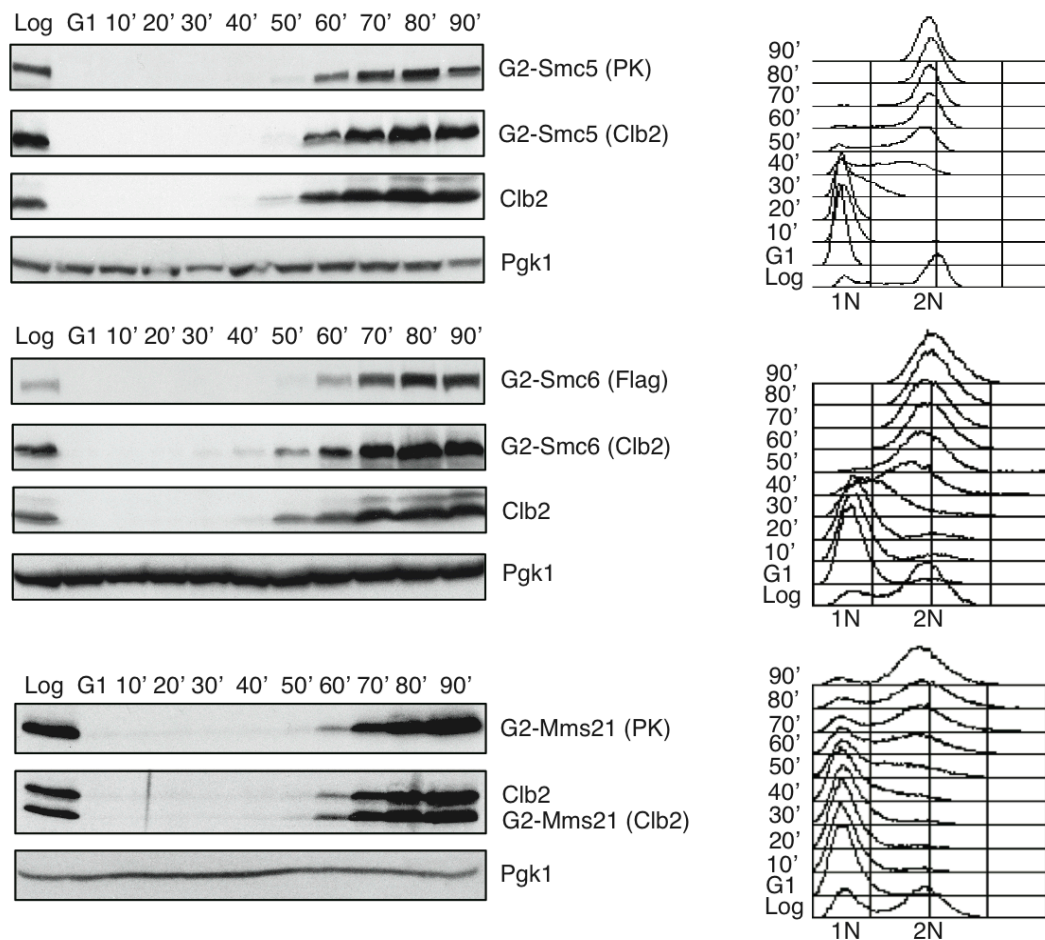 Log G1 10’ 20’ 30’ 40’ 50’ 60’ 70’ 80’ 90’
G2-Smc5 (PK)
G2-Smc5 (Clb2)
Clb2
Pgk1
90’
80’
70’
60’
50’
40’
30’
20’
10’
G1
Log
1N 2N
Log G1 10’ 20’ 30’ 40’ 50’ 60’ 70’ 80’ 90’
G2-Smc6 (Flag)
G2-Smc6 (Clb2)
Clb2
Pgk1
90’
80’
70’
60’
50’
40’
30’
20’
10’
G1
Log
1N 2N
Log G1 10’ 20’ 30’ 40’ 50’ 60’ 70’ 80’ 90’
G2-Mms21 (PK)
Clb2
G2-Mms21 (Clb2)
Pgk1
90’
80’
70’
60’
50’
40’
30’
20’
10’
G1
Log
1N 2N